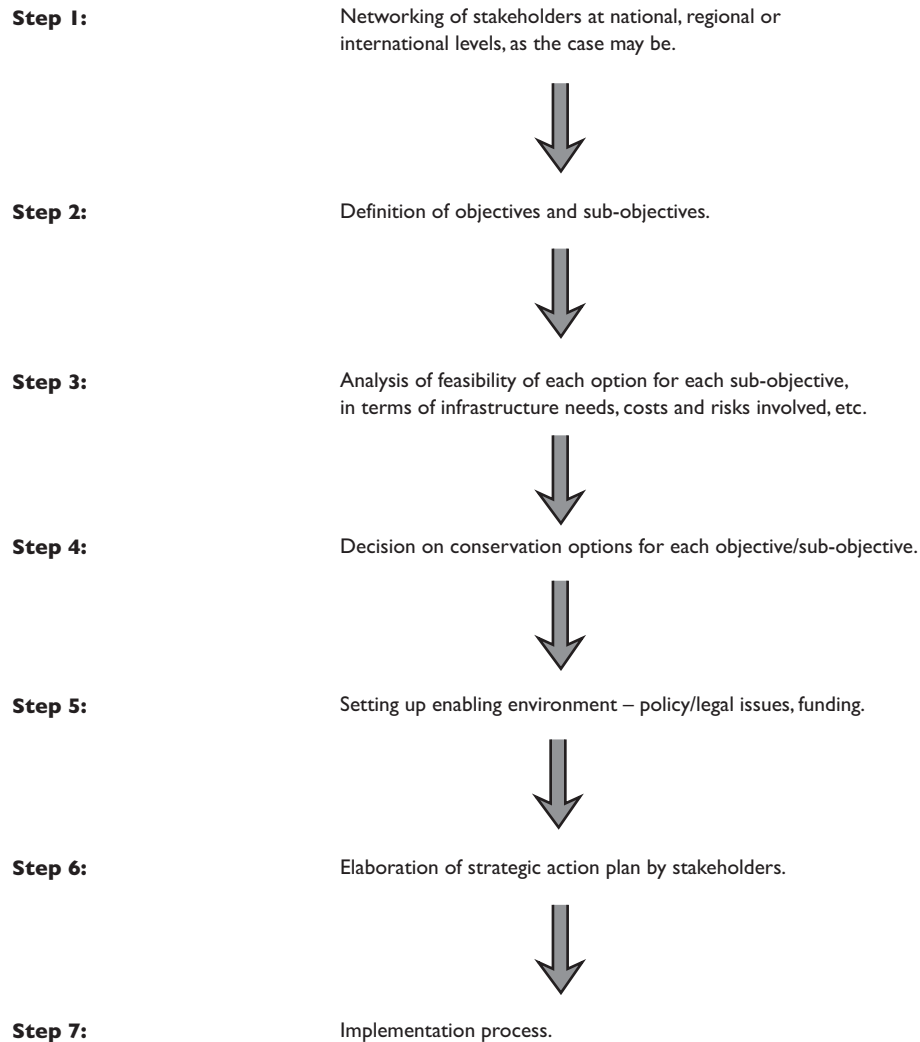 Step 1: Networking of stakeholders at national, regional or
international levels, as the case may be.
Step 2: Definition of objectives and sub-objectives.
Step 3: Analysis of feasibility of each option for each sub-objective,
in terms of infrastructure needs, costs and risks involved, etc.
Step 4: Decision on conservation options for each objective/sub-objective.
Step 5: Setting up enabling environment – policy/legal issues, funding.
Step 6: Elaboration of strategic action plan by stakeholders.
Step 7: Implementation process.